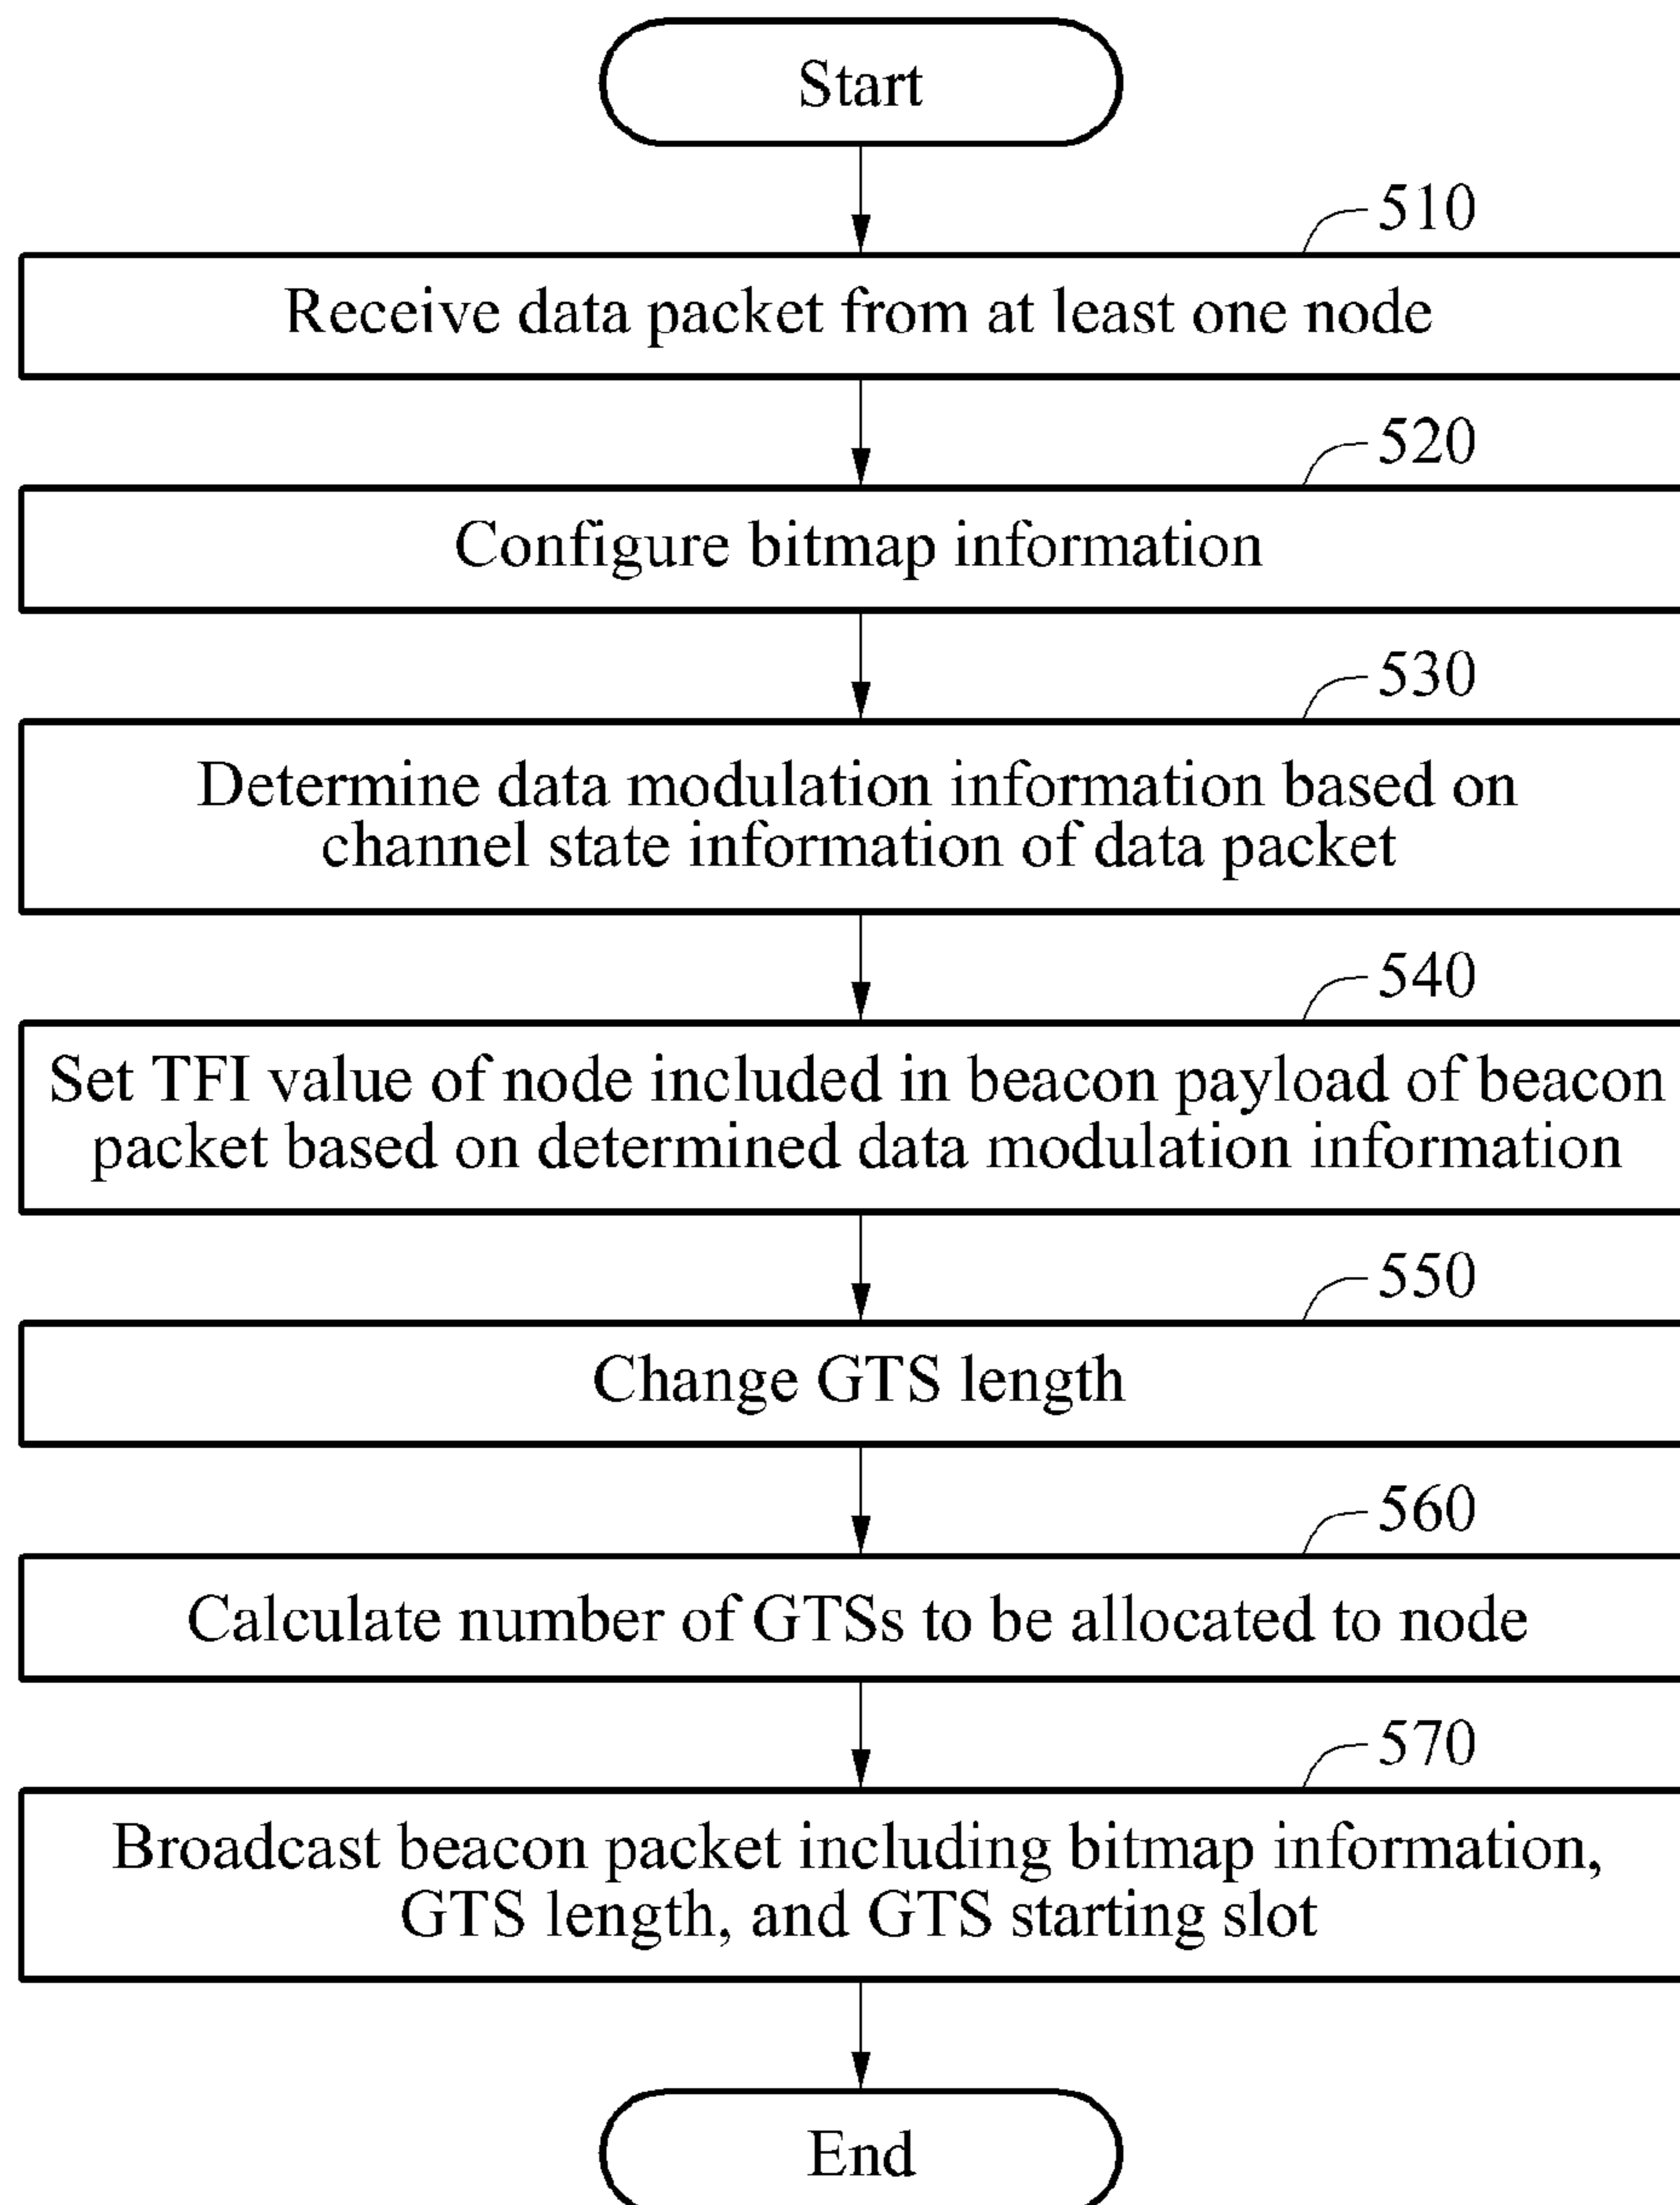 Start
510
Receive data packet from at least one node
520
Configure bitmap information
530
Determine data modulation information based on
channel state information of data packet
540
Set TFI value of node included in beacon payload of beacon
packet based on determined data modulation information
550
Change GTS length
560
Calculate number of GTSs to be allocated to node
570
Broadcast beacon packet including bitmap information,
GTS length, and GTS starting slot
End